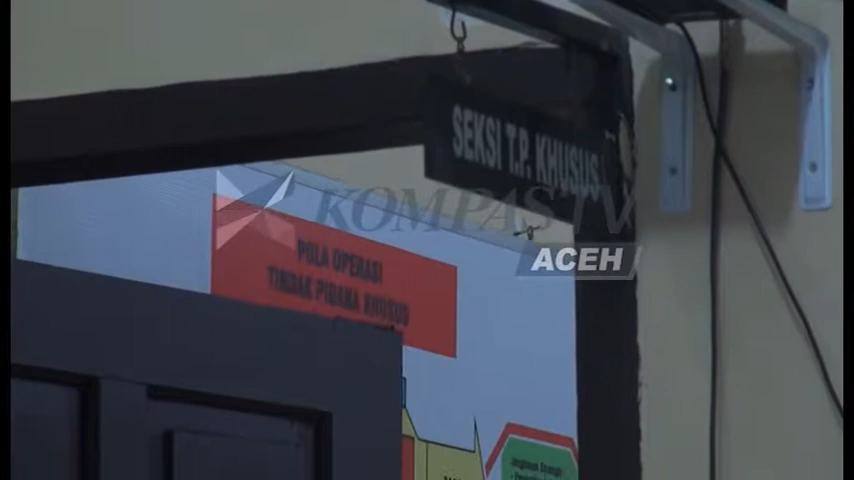 SEKSI T.P. KHUSUS
KOMPAS TV
ACEH
POLA OPERASI
TINDAK PIDANA KHUSUS